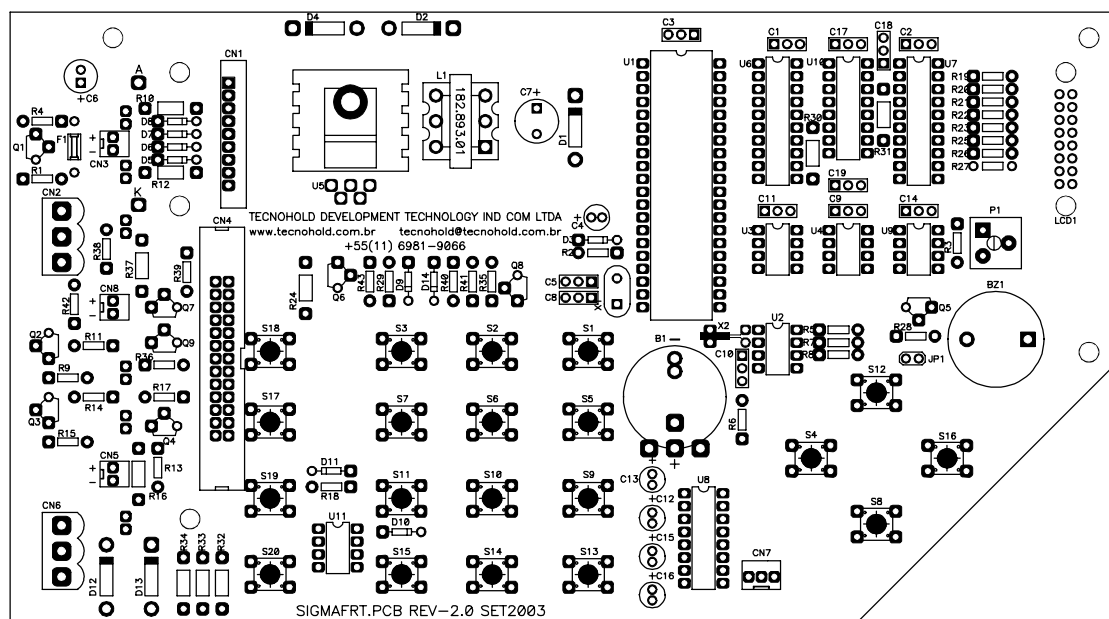 D4
D2
C3
C1
C17
C18
C2
CN1
U1
U6
U10
U7
A
+C6
L1
C7+
R19
R10
R20
D8
162.893.01
R21
R4
D7
R22
F1
D6
D1
R30
R23
Q1
CN3
D5
R25
R31
R26
R1
R12
R27
CN2
U5
C19
K
CN4
TECNOHOLD DEVELOPMENT TECHNOLOGY IND COM LTDA
www.tecnohold.com.br tecnohold@tecnohold.com.br
+55(11) 6981-9066
C4
+
D3
R2
C11
C9
C14
P1
LCD1
U3
U4
U9
R3
R38
R37
R39
R24
Q6
R43
R29
D9
D14
R40
R41
R35
Q8
C5
C8
X1
BZ1
R42
+
-
CN8
Q7
Q5
S18
S3
S2
S1
X2
U2
R5
R7
R8
R28
JP1
Q2
R11
Q9
B1
-
C10
R36
S12
R9
R17
S17
S7
S6
S5
Q3
R14
R6
R15
Q4
S4
S16
+
-
CN5
R13
D11
+
+
C13
R16
S19
R18
S11
S10
S9
U8
+C12
S8
CN6
U11
D10
+C15
R34
R33
R32
S20
S15
S14
S13
CN7
D12
D13
+C16
SIGMAFRT.PCB REV-2.0 SET2003